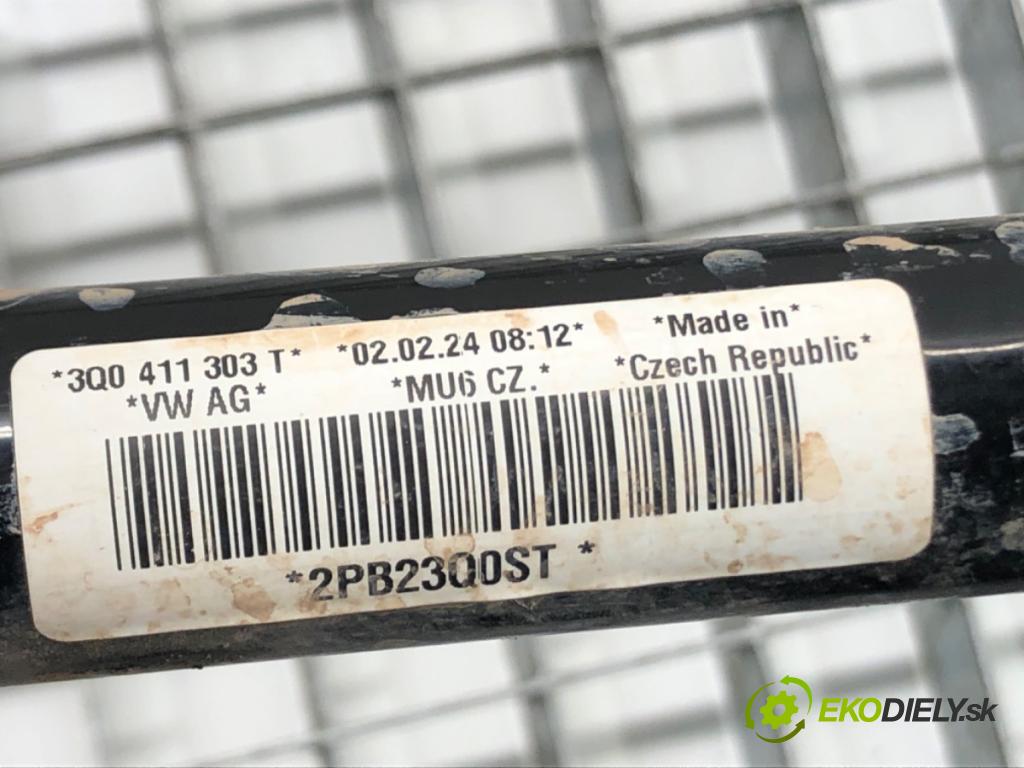 *3Q0 411 303 T* *02.02.24 08:12* *Made in*
*VW AG* *MU6 CZ.* *Czech Republic*
*2PB23Q0ST *
EKODIELY.sk